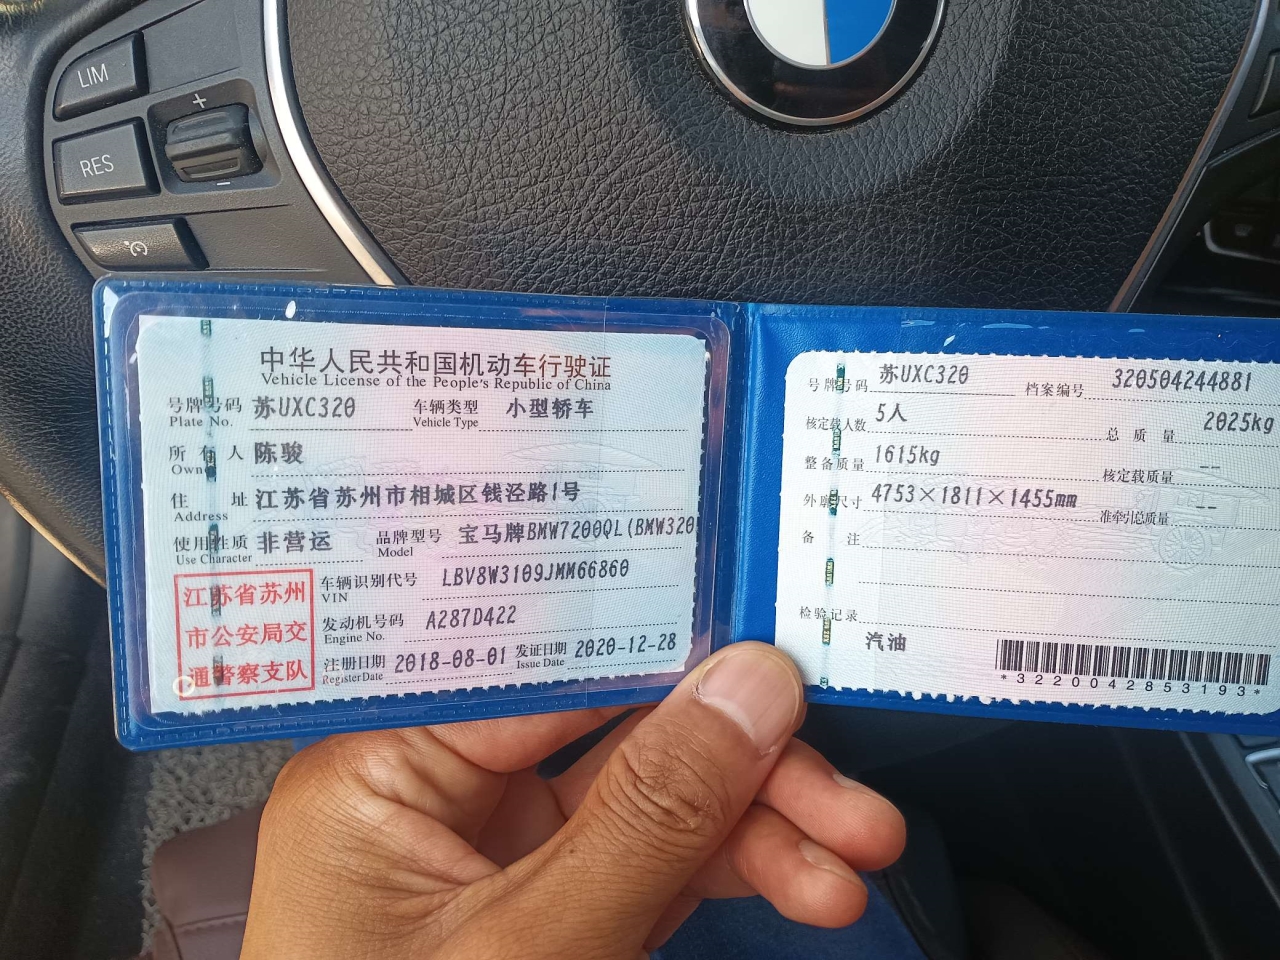 LIM
+
RES
−
中华人民共和国机动车行驶证
Vehicle License of the People's Republic of China
号牌号码 苏UXC320 车辆类型 小型轿车
Plate No. Vehicle Type
所有人 陈骏
Owner
住址 江苏省苏州市相城区钱泾路1号
Address
使用性质 非营运 品牌型号 宝马牌BMW7200QL(BMW320
Use Character Model
江苏省苏州
市公安局交
通警察支队
车辆识别代号 LBV8W3109JMM66860
VIN
发动机号码 A287D422
Engine No.
注册日期 2018-08-01 发证日期 2020-12-28
Register Date Issue Date
号牌号码 苏UXC320 档案编号 320504244881
核定载人数 5人 总质量 2025kg
整备质量 1615kg 核定载质量 --
外廓尺寸 4753×1811×1455mm 准牵引总质量 --
备注
检验记录
汽油
*3220042853193*